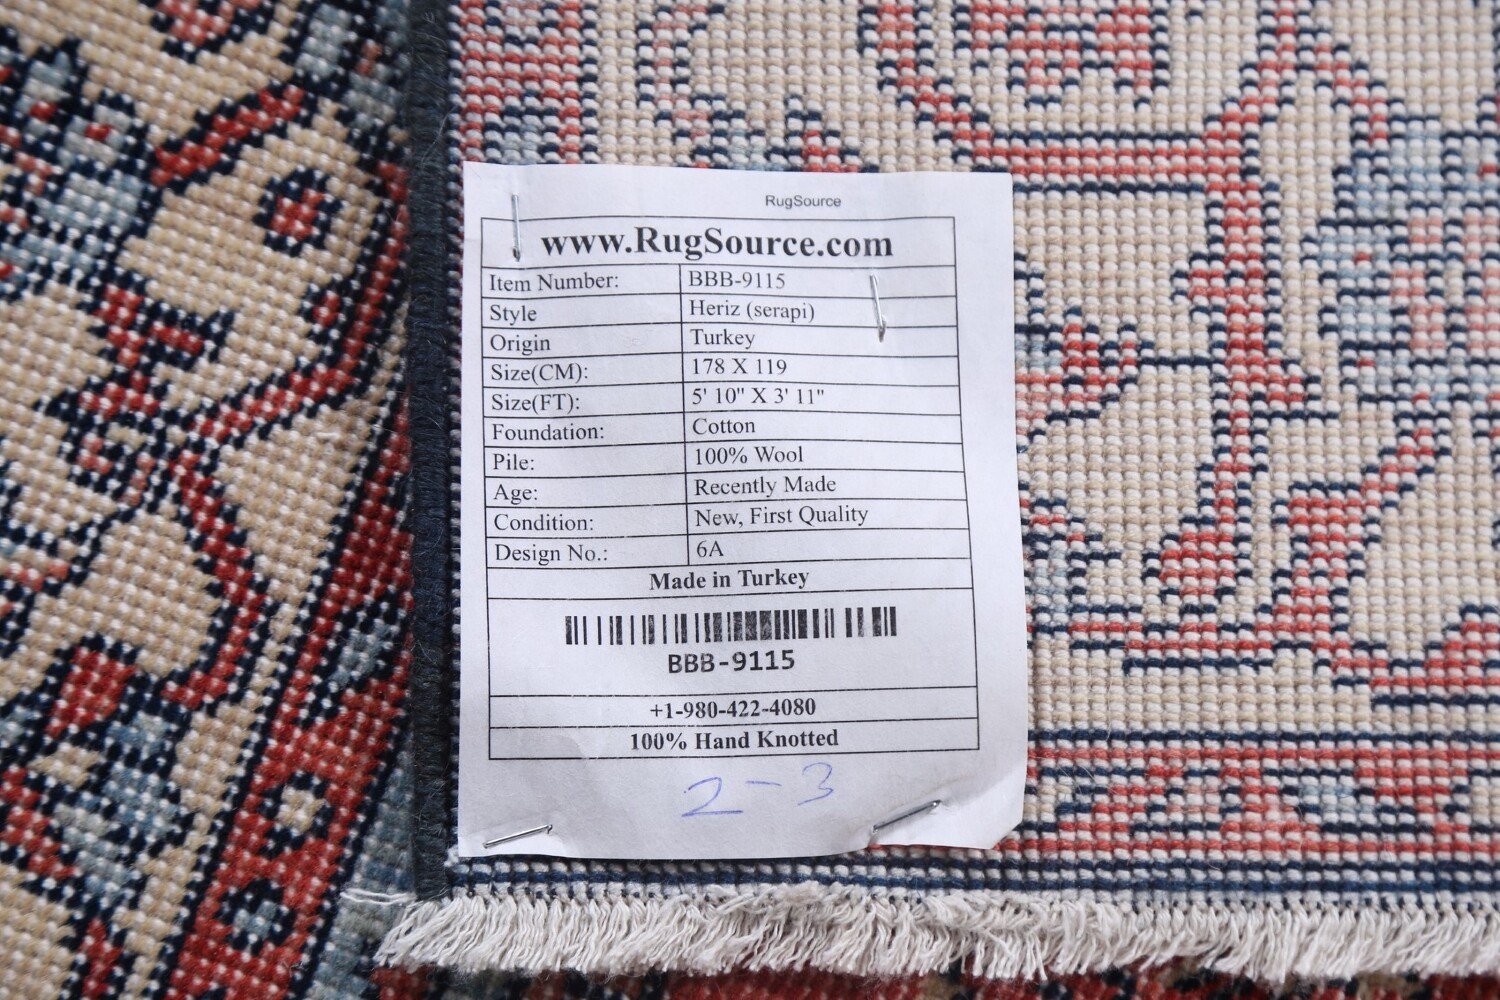 RugSource
www.RugSource.com
Item Number: BBB-9115
Style Heriz (serapi)
Origin Turkey
Size(CM): 178 X 119
Size(FT): 5' 10" X 3' 11"
Foundation: Cotton
Pile: 100% Wool
Age: Recently Made
Condition: New, First Quality
Design No.: 6A
Made in Turkey
BBB-9115
+1-980-422-4080
100% Hand Knotted
2-3